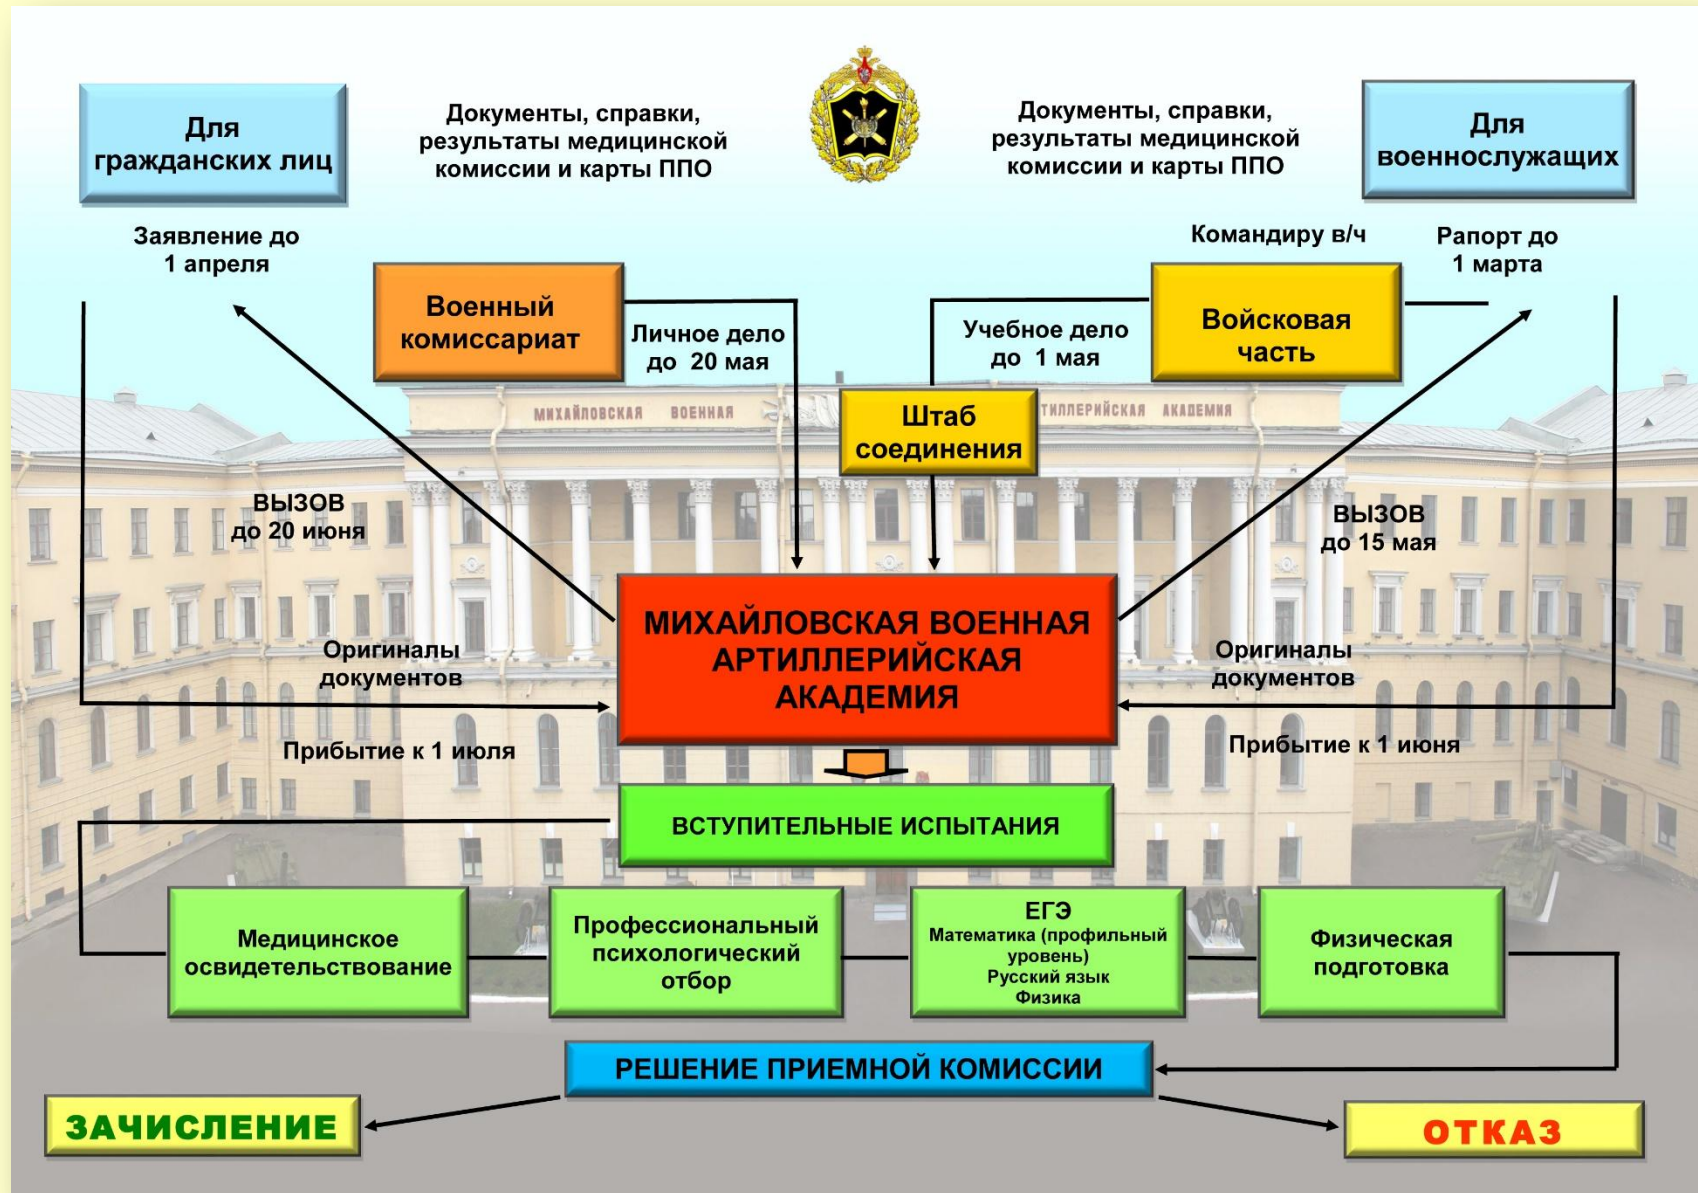 Для
гражданских лиц
Документы, справки,
результаты медицинской
комиссии и карты ППО
Документы, справки,
результаты медицинской
комиссии и карты ППО
Для
военнослужащих
Заявление до
1 апреля
Командиру в/ч
Рапорт до
1 марта
Военный
комиссариат
Личное дело
до 20 мая
Учебное дело
до 1 мая
Войсковая
часть
МИХАЙЛОВСКАЯ ВОЕННАЯ
ТИЛЛЕРИЙСКАЯ АКАДЕМИЯ
Штаб
соединения
ВЫЗОВ
до 20 июня
ВЫЗОВ
до 15 мая
МИХАЙЛОВСКАЯ ВОЕННАЯ
АРТИЛЛЕРИЙСКАЯ
АКАДЕМИЯ
Оригиналы
документов
Оригиналы
документов
Прибытие к 1 июля
Прибытие к 1 июня
ВСТУПИТЕЛЬНЫЕ ИСПЫТАНИЯ
Медицинское
освидетельствование
Профессиональный
психологический
отбор
ЕГЭ
Математика (профильный
уровень)
Русский язык
Физика
Физическая
подготовка
РЕШЕНИЕ ПРИЕМНОЙ КОМИССИИ
ЗАЧИСЛЕНИЕ
ОТКАЗ